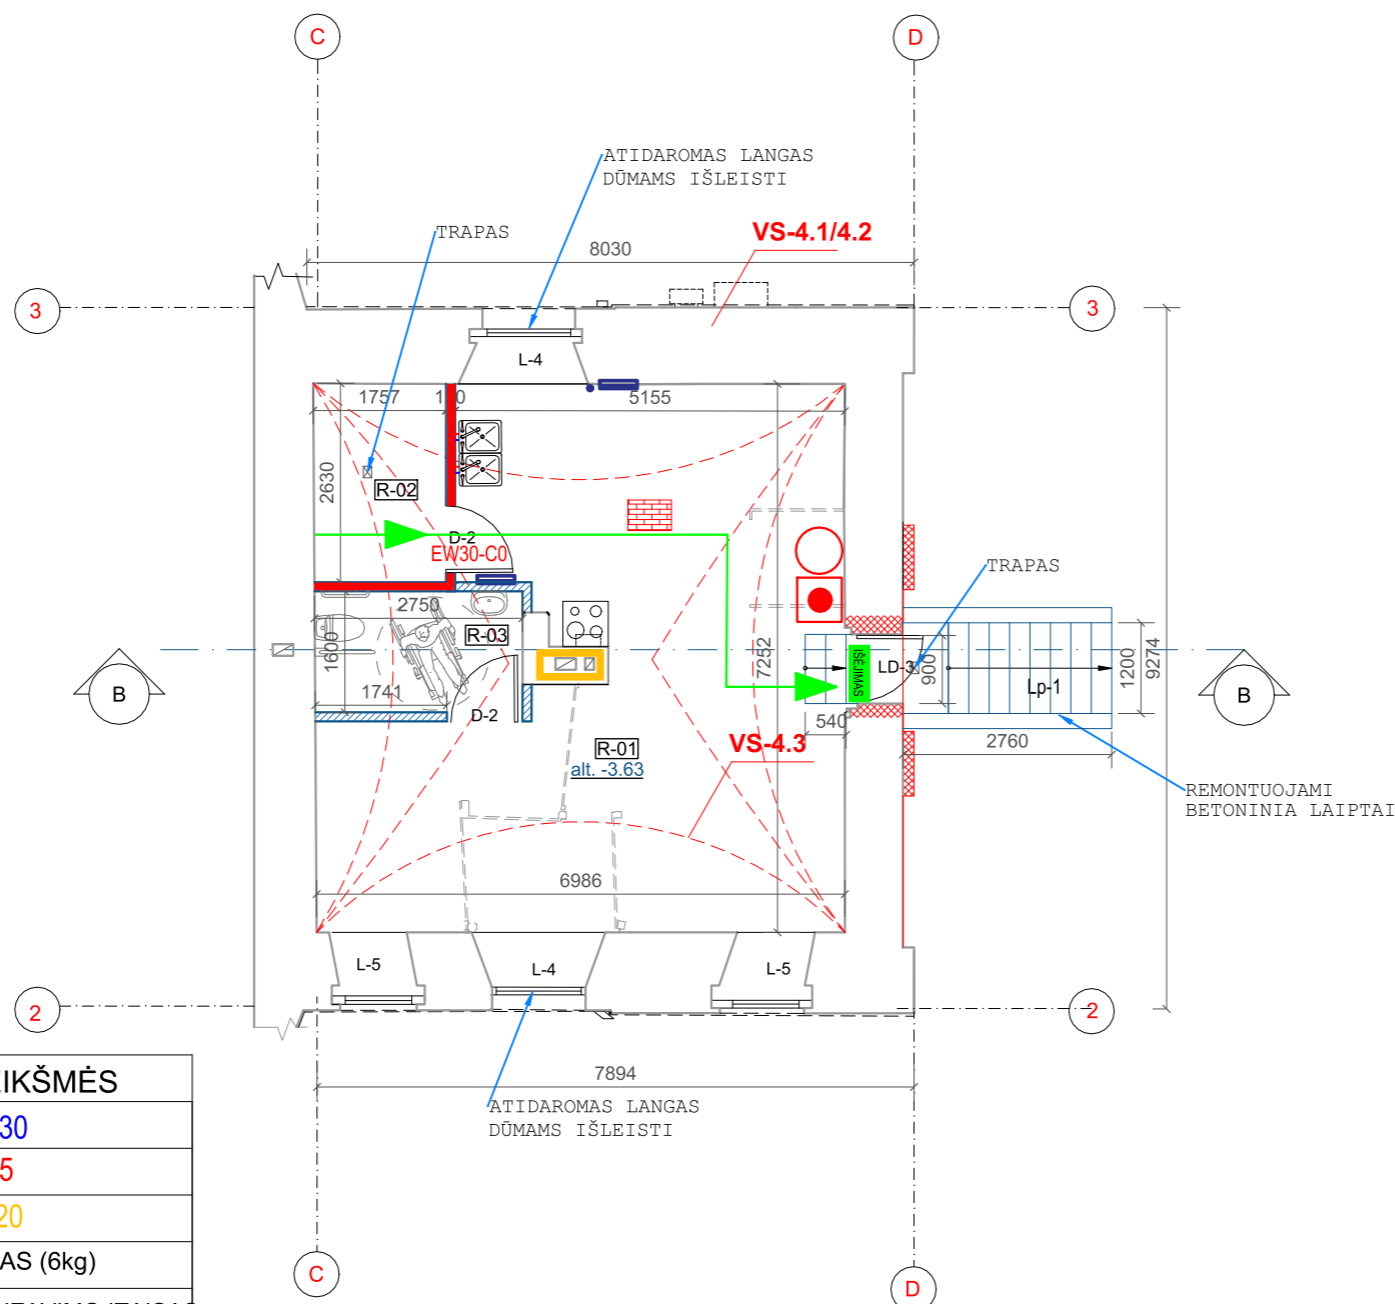 C
D
ATIDAROMAS LANGAS
DŪMAMS IŠLEISTI
TRAPAS
VS-4.1/4.2
8030
3
3
L-4
1757
5155
2630
R-02
D-2
EW30-C0
TRAPAS
2750
R-03
1600
7252
IŠĖJIMAS
LD-3
900
Lp-1
1200
9274
B
B
1741
D-2
540
R-01
alt. -3.63
VS-4.3
2760
REMONTUOJAMI
BETONINIA LAIPTAI
6986
L-5
L-4
L-5
2
2
7894
ATIDAROMAS LANGAS
DŪMAMS IŠLEISTI
EIKŠMĖS
30
5
20
AS (6kg)
C
D